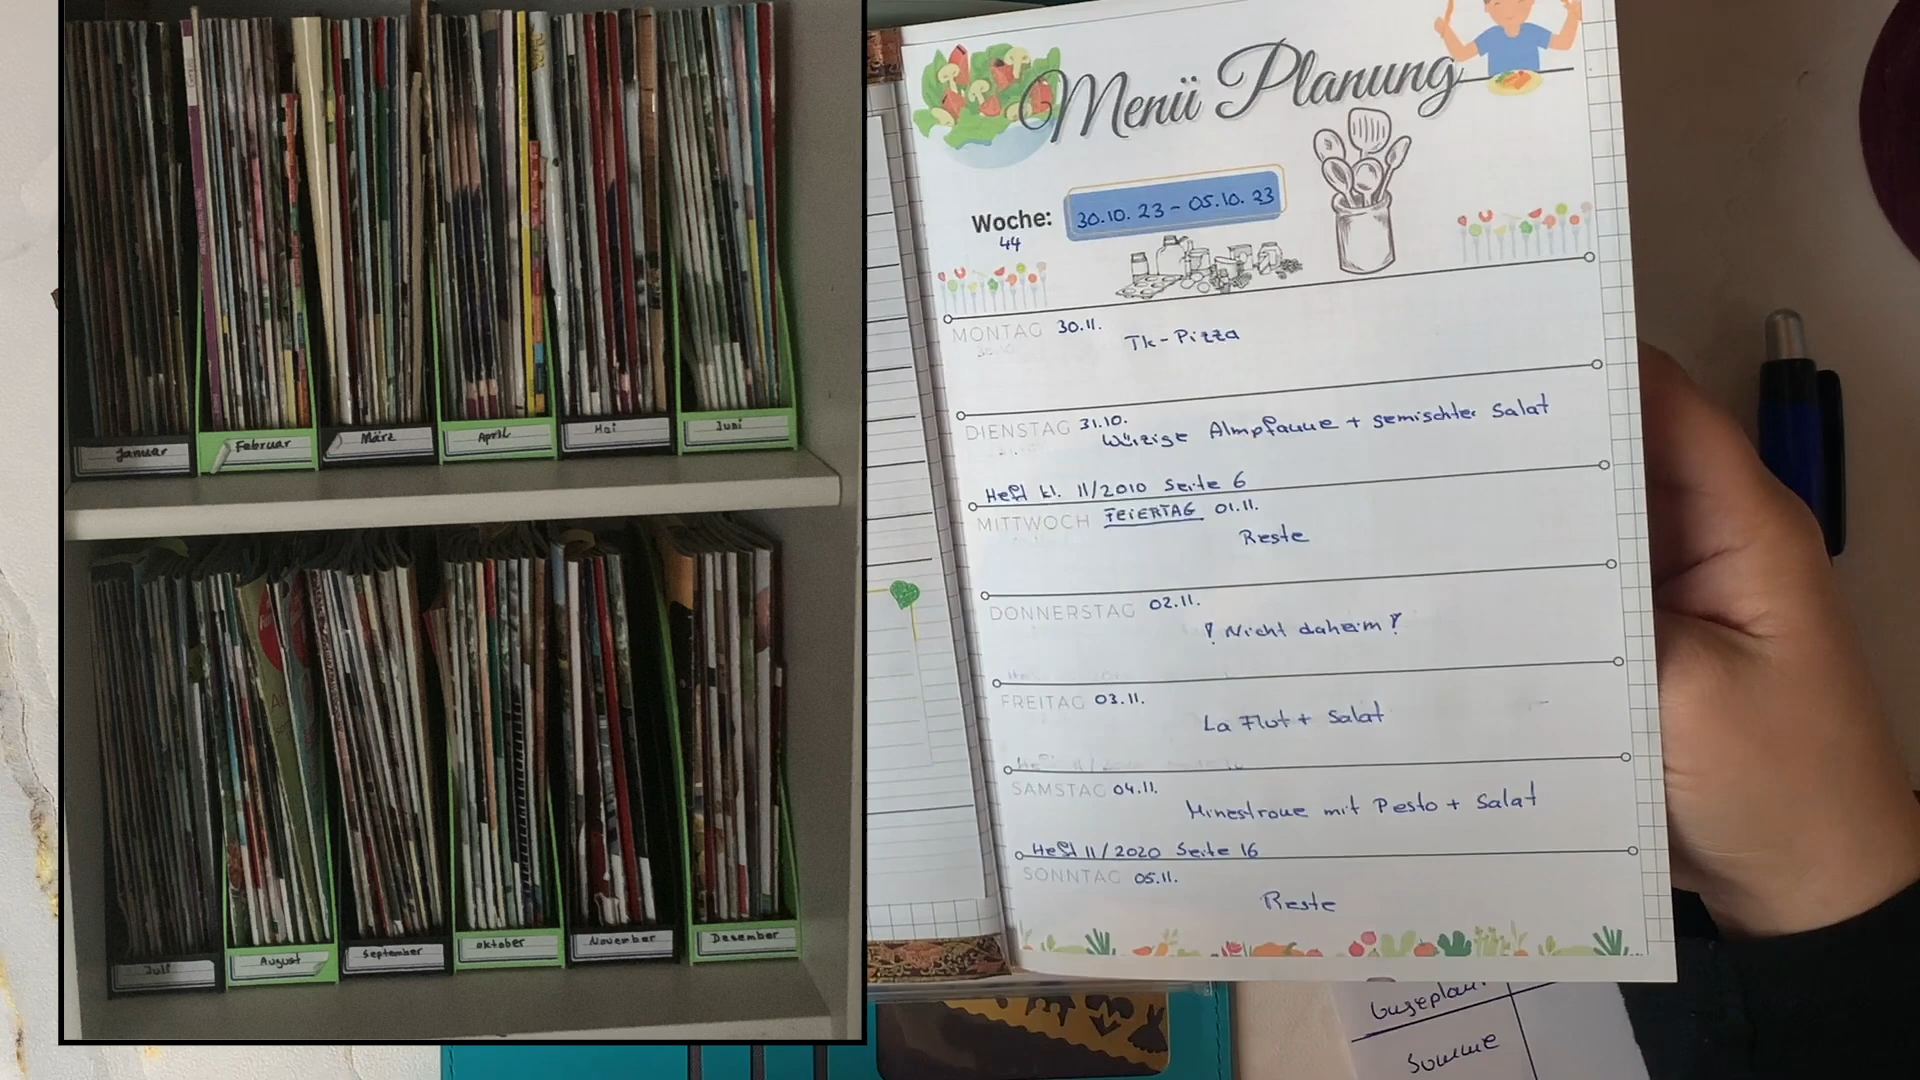 Januar
Februar
März
April
Mai
Juni
Juli
August
September
Oktober
November
Dezember
Menü Planung
Woche: 30.10.23 - 05.10.23
44
MONTAG 30.11.
Tk-Pizza
DIENSTAG 31.10.
Würzige Almpfanne + gemischter Salat
Heft kl. 11/2010 Seite 6
MITTWOCH FEIERTAG 01.11.
Reste
DONNERSTAG 02.11.
! Nicht daheim !
FREITAG 03.11.
La Flut + Salat
SAMSTAG 04.11.
Minestrone mit Pesto + Salat
Heft 11/2020 Seite 16
SONNTAG 05.11.
Reste
Summe